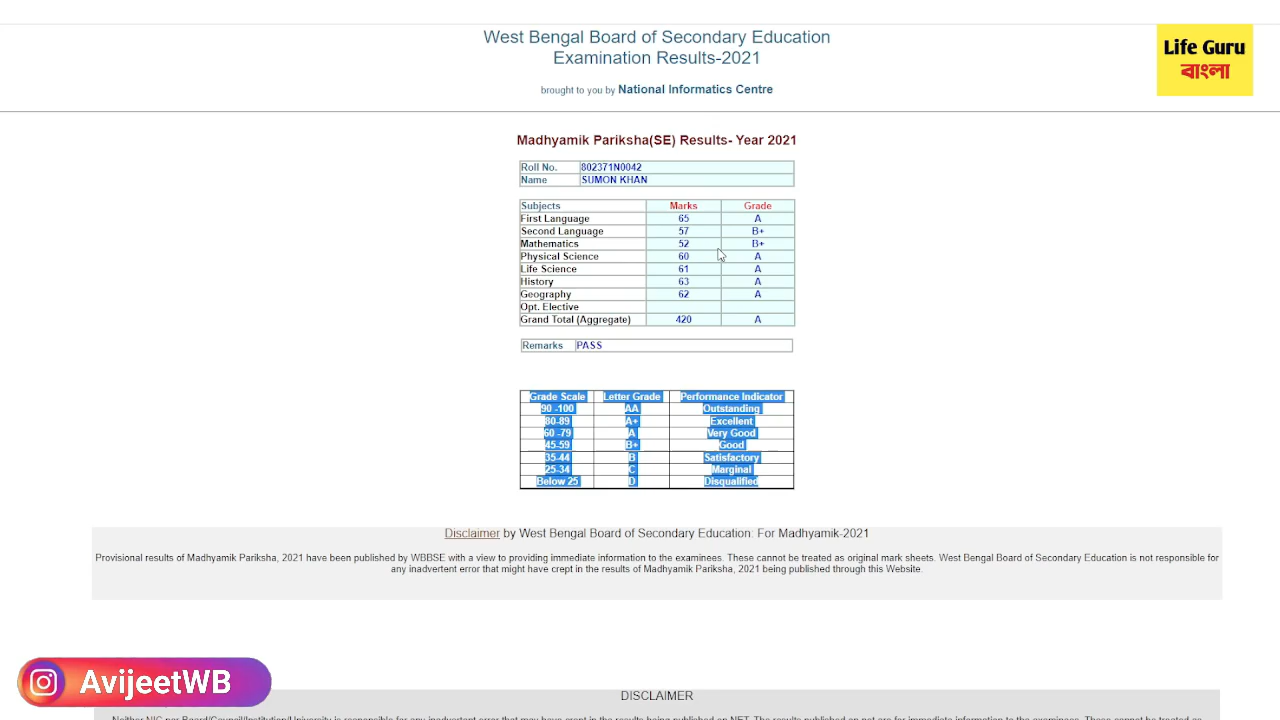 West Bengal Board of Secondary Education
Examination Results-2021
brought to you by National Informatics Centre
Life Guru
বাংলা
Madhyamik Pariksha(SE) Results- Year 2021
Roll No. 802371N0042
Name SUMON KHAN
Subjects Marks Grade
First Language 65 A
Second Language 57 B+
Mathematics 52 B+
Physical Science 60 A
Life Science 61 A
History 63 A
Geography 62 A
Opt. Elective
Grand Total (Aggregate) 420 A
Remarks PASS
Grade Scale Letter Grade Performance Indicator
90 -100 AA Outstanding
80-89 A+ Excellent
60 -79 A Very Good
45-59 B+ Good
35-44 B Satisfactory
25-34 C Marginal
Below 25 D Disqualified
Disclaimer by West Bengal Board of Secondary Education: For Madhyamik-2021
Provisional results of Madhyamik Pariksha, 2021 have been published by WBBSE with a view to providing immediate information to the examinees. These cannot be treated as original mark sheets. West Bengal Board of Secondary Education is not responsible for
any inadvertent error that might have crept in the results of Madhyamik Pariksha, 2021 being published through this Website.
AvijeetWB
DISCLAIMER